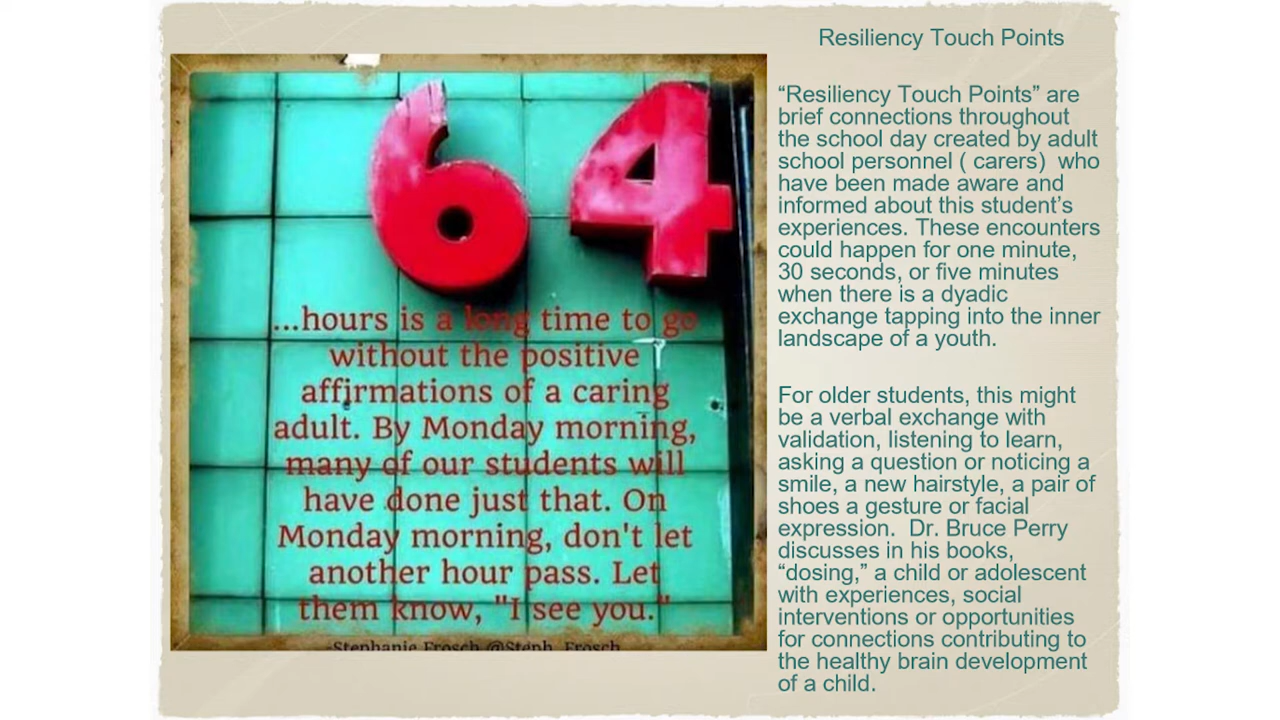 Resiliency Touch Points
64
...hours is a long time to go
without the positive
affirmations of a caring
adult. By Monday morning,
many of our students will
have done just that. On
Monday morning, don't let
another hour pass. Let
them know, "I see you."
-Stephanie Frosch @Steph_Frosch
“Resiliency Touch Points” are
brief connections throughout
the school day created by adult
school personnel ( carers)  who
have been made aware and
informed about this student’s
experiences. These encounters
could happen for one minute,
30 seconds, or five minutes
when there is a dyadic
exchange tapping into the inner
landscape of a youth.
For older students, this might
be a verbal exchange with
validation, listening to learn,
asking a question or noticing a
smile, a new hairstyle, a pair of
shoes a gesture or facial
expression.  Dr. Bruce Perry
discusses in his books,
“dosing,” a child or adolescent
with experiences, social
interventions or opportunities
for connections contributing to
the healthy brain development
of a child.